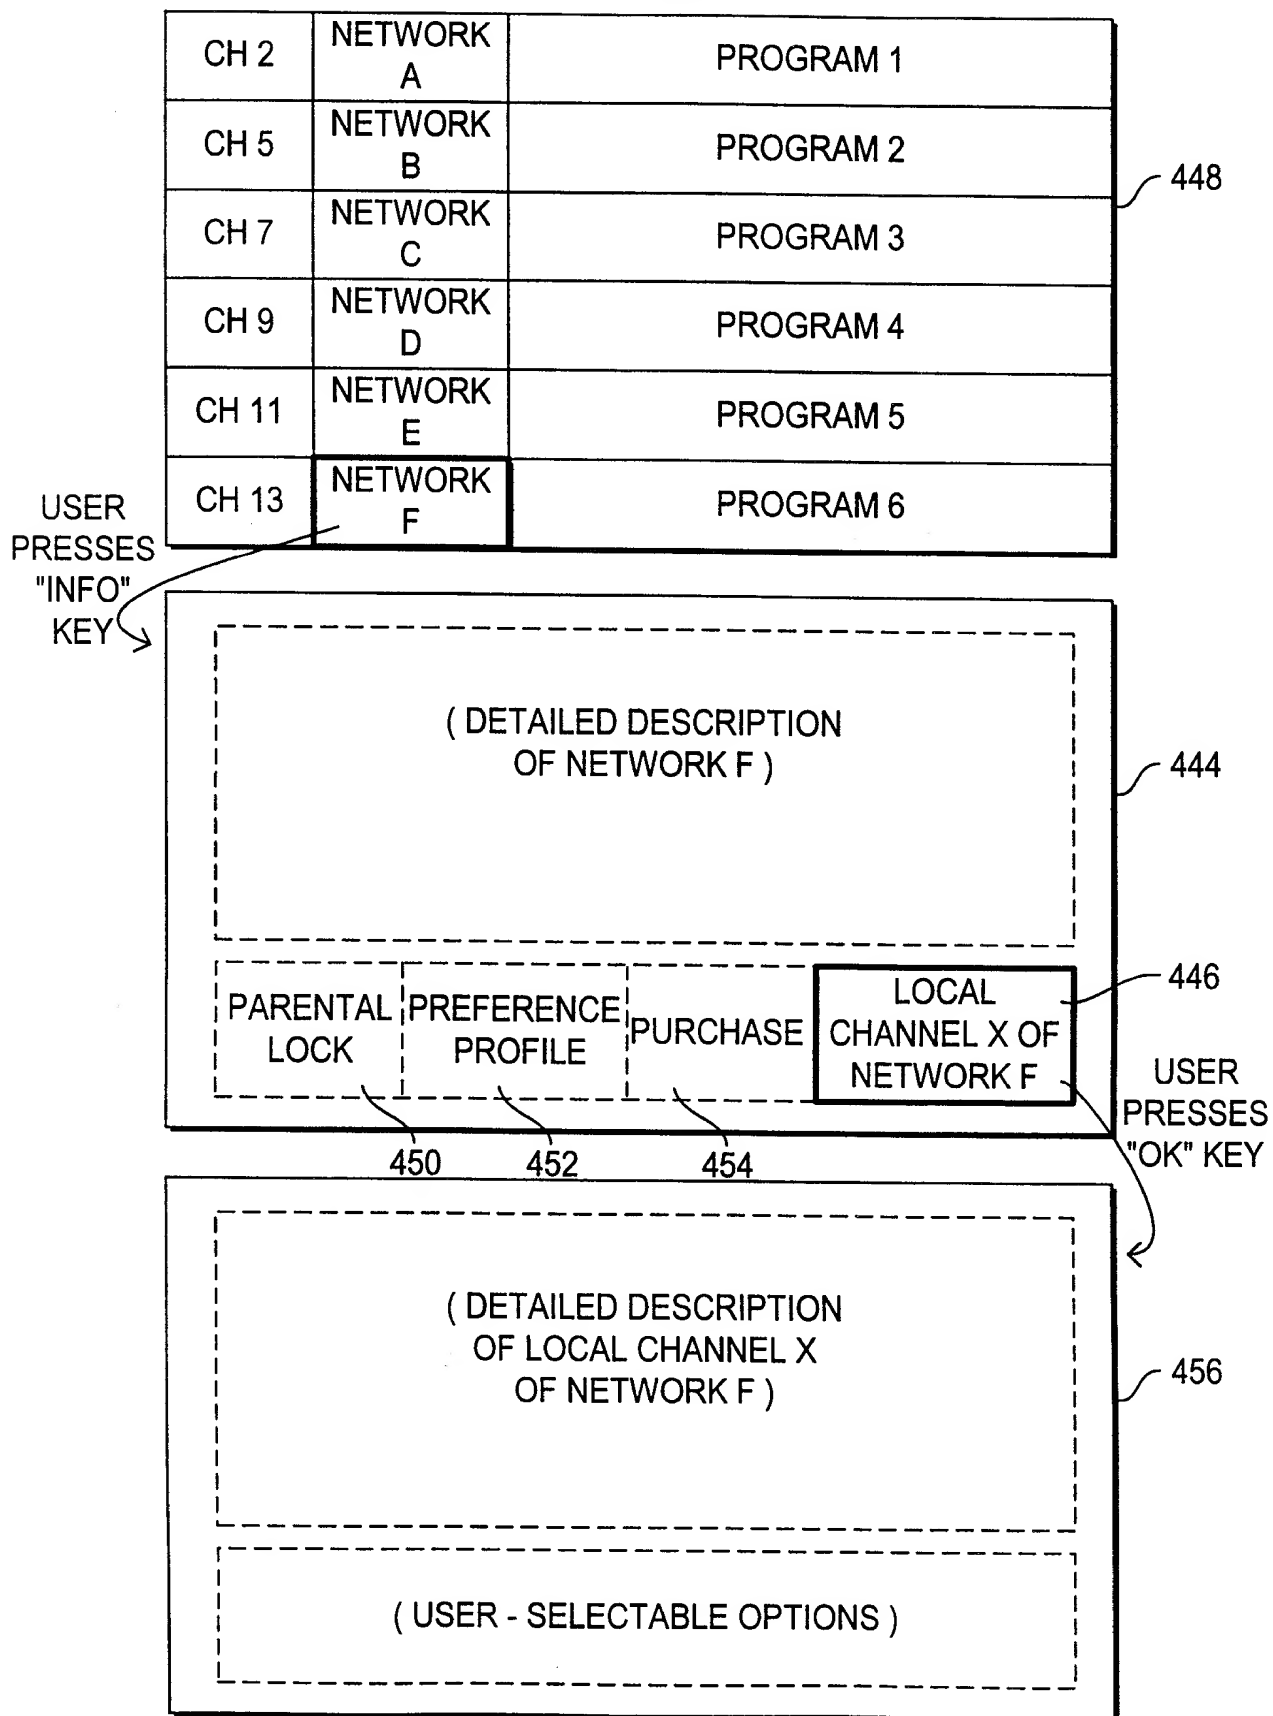 CH 2
NETWORK
A
PROGRAM 1
CH 5
NETWORK
B
PROGRAM 2
448
CH 7
NETWORK
C
PROGRAM 3
CH 9
NETWORK
D
PROGRAM 4
CH 11
NETWORK
E
PROGRAM 5
CH 13
NETWORK
F
PROGRAM 6
USER
PRESSES
"INFO"
KEY
( DETAILED DESCRIPTION
OF NETWORK F )
444
PARENTAL
LOCK
PREFERENCE
PROFILE
PURCHASE
LOCAL
CHANNEL X OF
NETWORK F
446
USER
PRESSES
"OK" KEY
450
452
454
( DETAILED DESCRIPTION
OF LOCAL CHANNEL X
OF NETWORK F )
456
( USER - SELECTABLE OPTIONS )